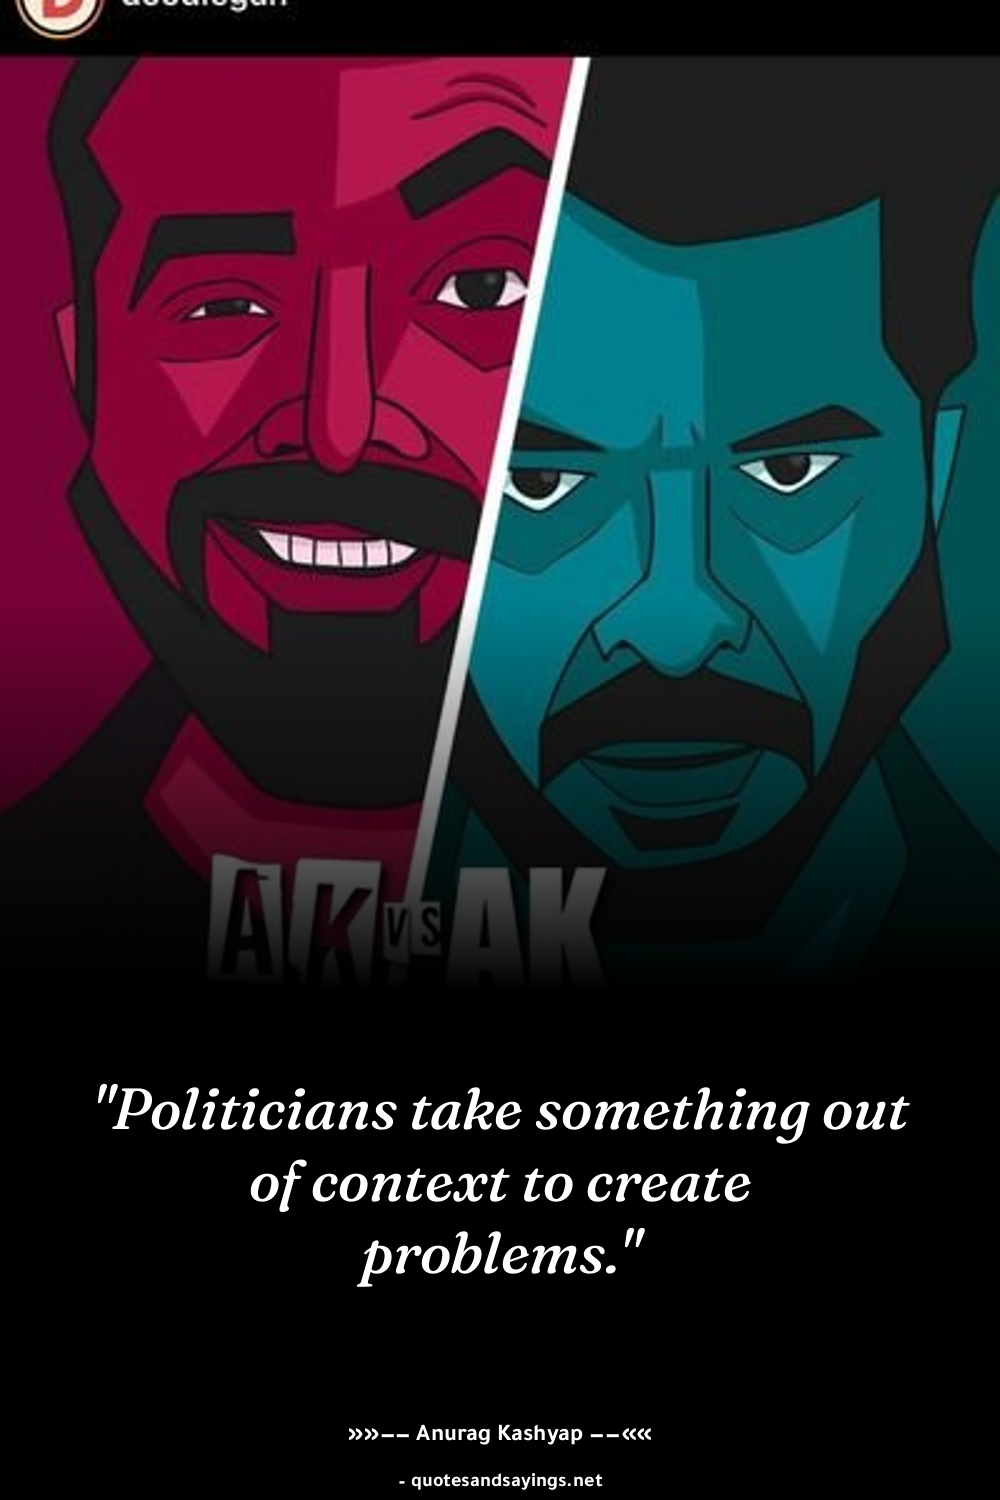 AK VS AK
"Politicians take something out
of context to create
problems."
»»–– Anurag Kashyap ––««
- quotesandsayings.net